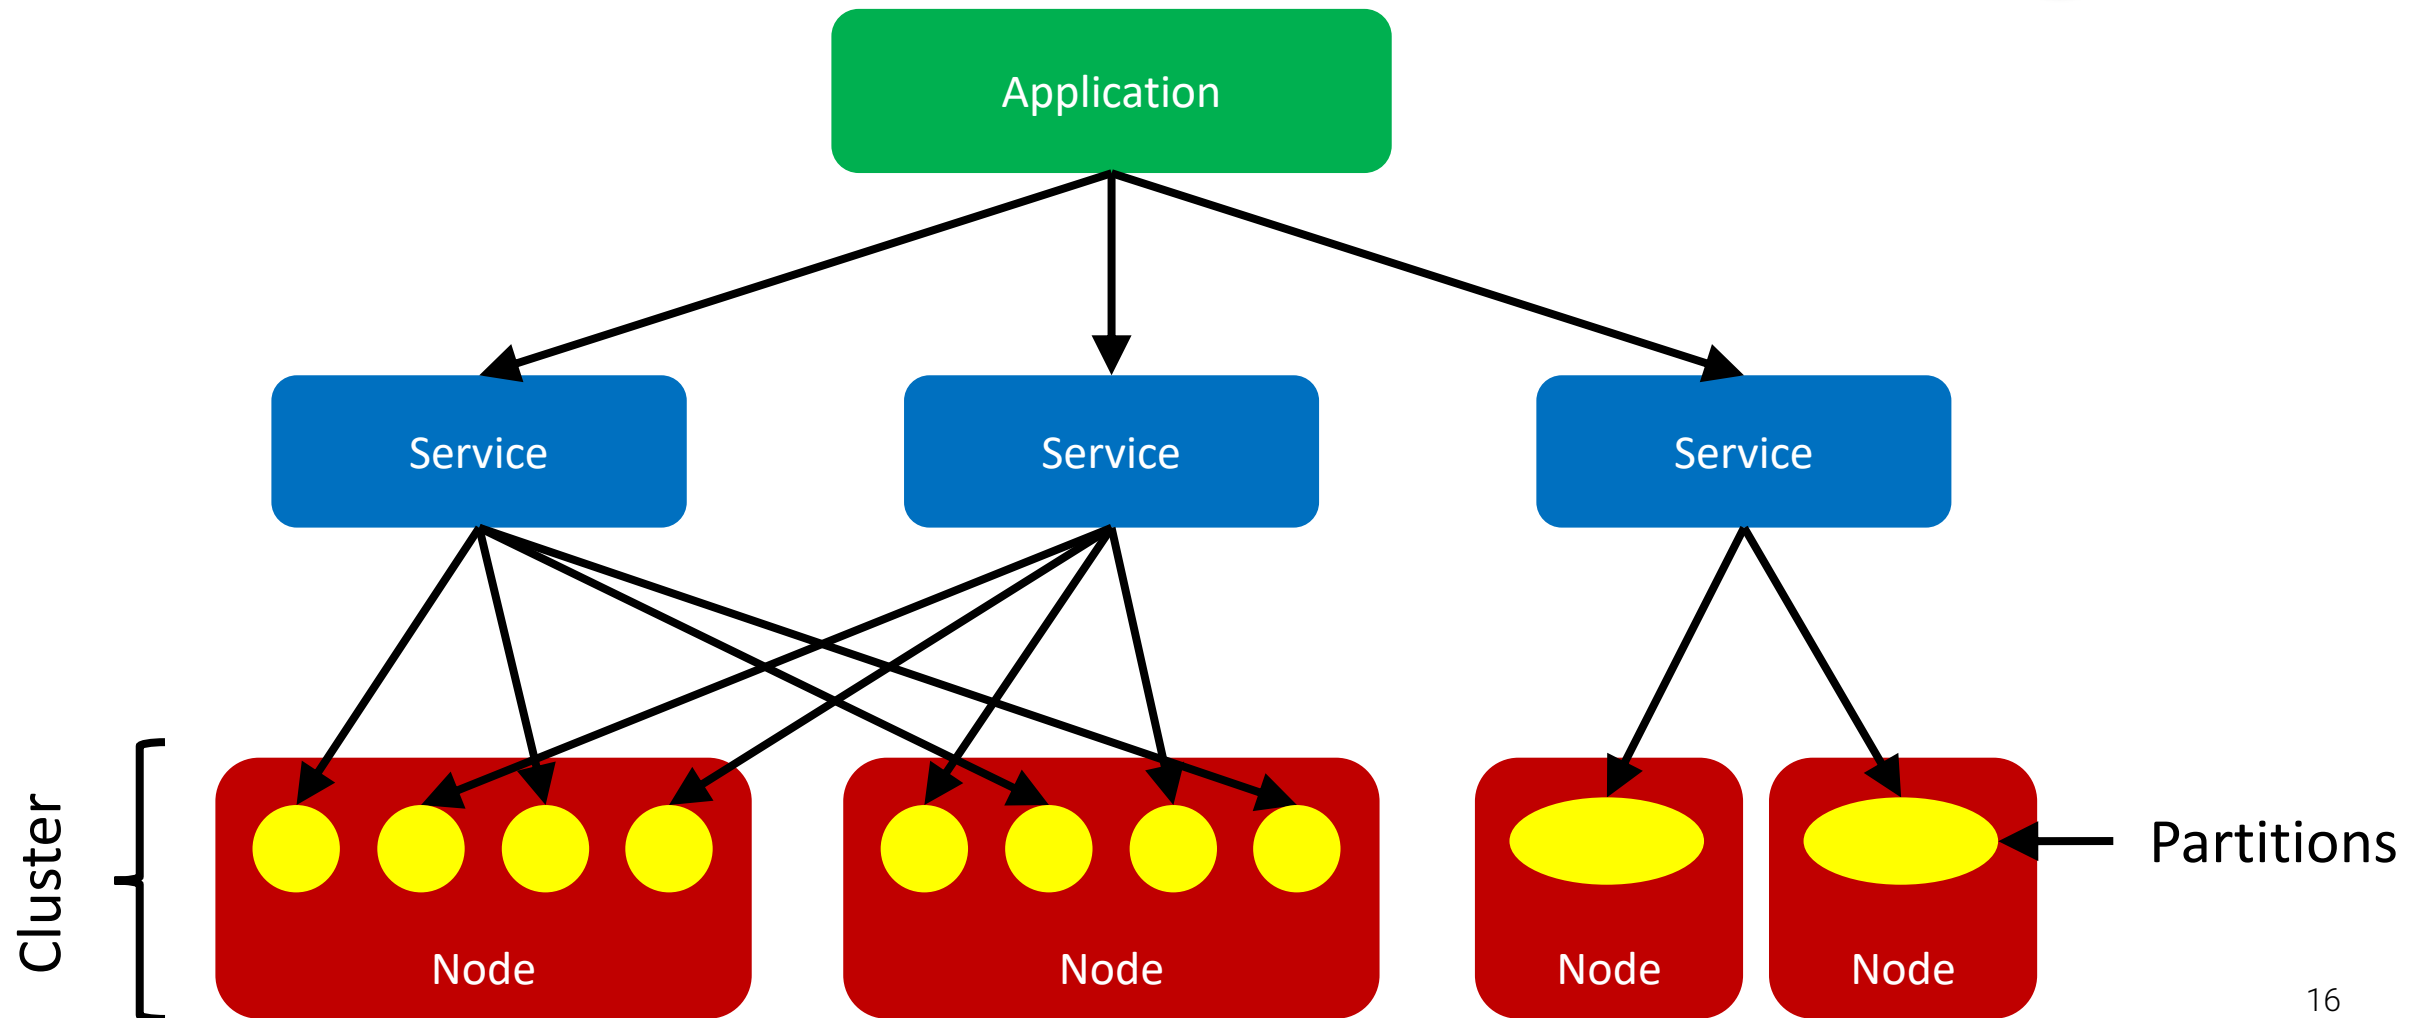 Application
Service
Service
Service
Cluster
Partitions
Node
Node
Node
Node
16